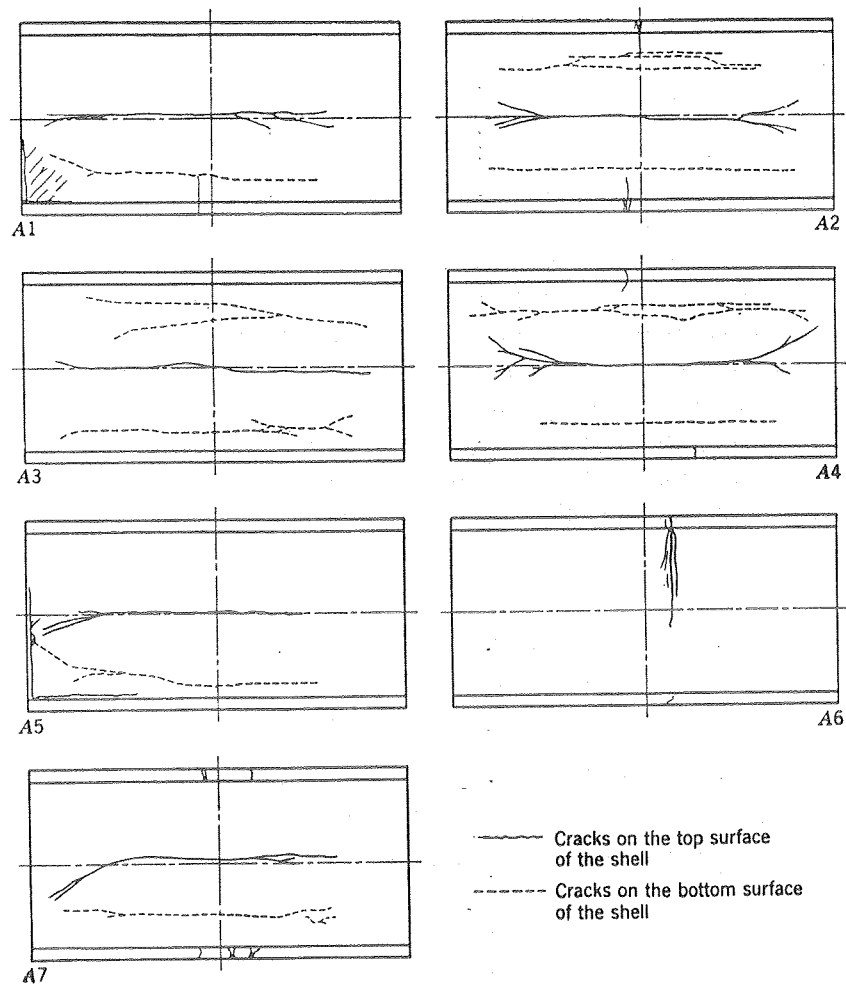 A1
A2
A3
A4
A5
A6
A7
Cracks on the top surface
of the shell
Cracks on the bottom surface
of the shell